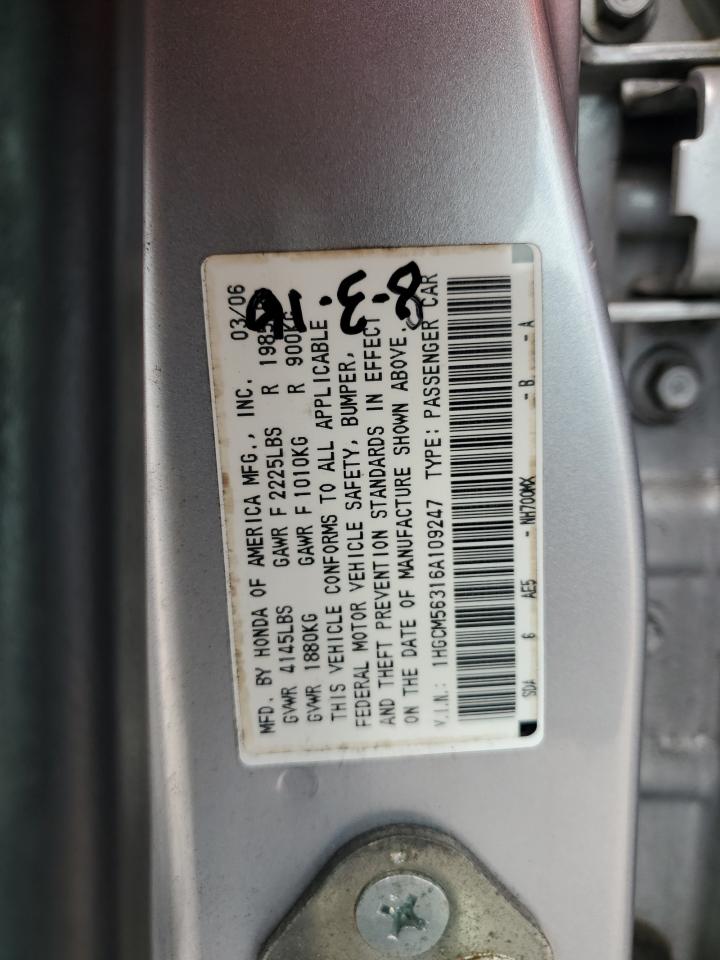 MFD. BY HONDA OF AMERICA MFG., INC. 03/06
GVWR 4145LBS GAWR F 2225LBS R
GVWR 1880KG GAWR F 1010KG R 900KG
THIS VEHICLE CONFORMS TO ALL APPLICABLE
FEDERAL MOTOR VEHICLE SAFETY, BUMPER,
AND THEFT PREVENTION STANDARDS IN EFFECT
ON THE DATE OF MANUFACTURE SHOWN ABOVE.
V.I.N.: 1HGCM56316A109247 TYPE: PASSENGER CAR
SDA 6 AE5 - NH700MX - B - A
8-3-16